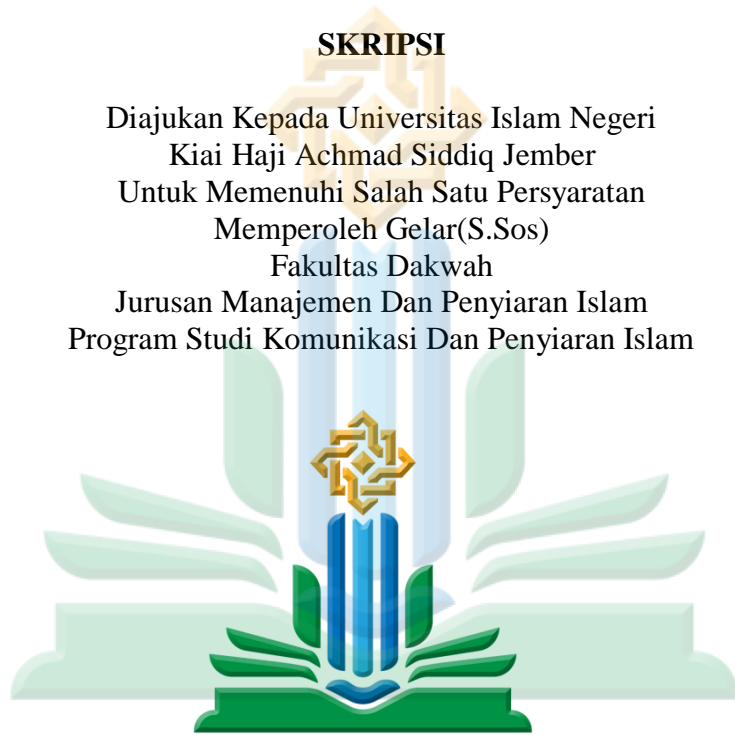 SKRIPSI
Diajukan Kepada Universitas Islam Negeri
Kiai Haji Achmad Siddiq Jember
Untuk Memenuhi Salah Satu Persyaratan
Memperoleh Gelar(S.Sos)
Fakultas Dakwah
Jurusan Manajemen Dan Penyiaran Islam
Program Studi Komunikasi Dan Penyiaran Islam